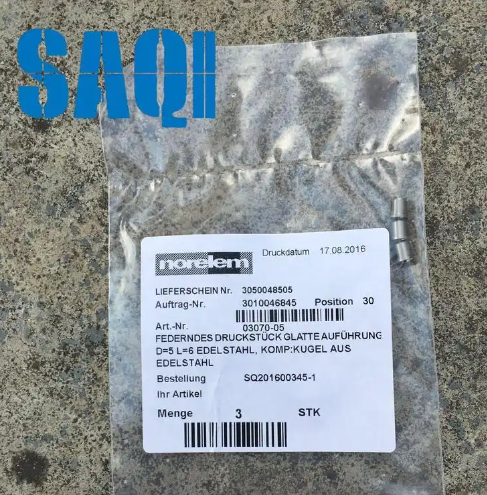 SAQI
norelem
Druckdatum 17.08.2016
LIEFERSCHEIN Nr. 3050048505
Auftrag-Nr. 3010046845 Position 30
Art.-Nr. 03070-05
FEDERNDES DRUCKSTÜCK GLATTE AUFÜHRUNG
D=5 L=6 EDELSTAHL, KOMP:KUGEL AUS
EDELSTAHL
Bestellung SQ201600345-1
Ihr Artikel
Menge 3 STK